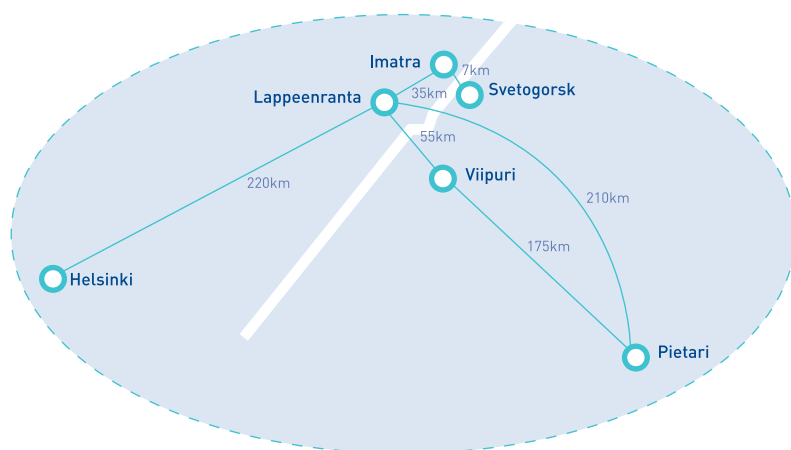 Imatra
7km
Svetogorsk
35km
Lappeenranta
55km
Viipuri
220km
210km
175km
Helsinki
Pietari